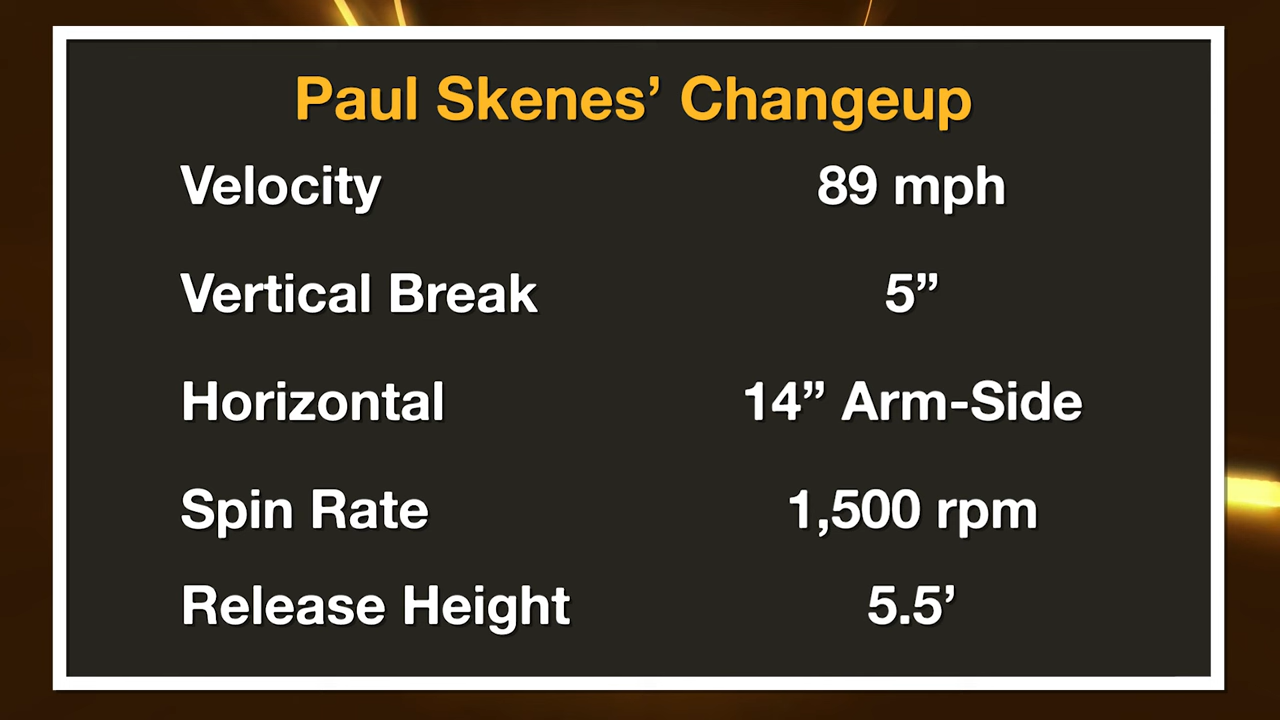 Paul Skenes’ Changeup
Velocity 89 mph
Vertical Break 5”
Horizontal 14” Arm-Side
Spin Rate 1,500 rpm
Release Height 5.5’